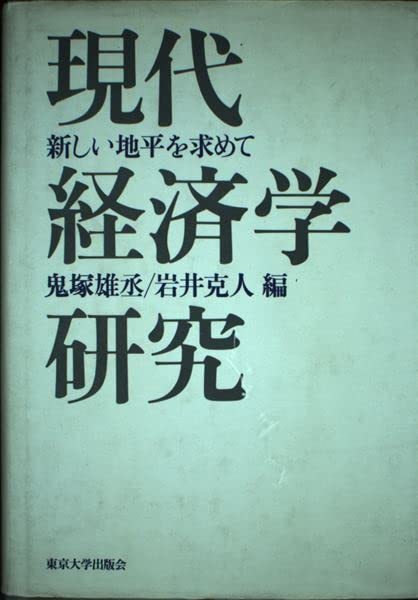 現代
新しい地平を求めて
経済学
鬼塚雄丞/岩井克人 編
研究
東京大学出版会